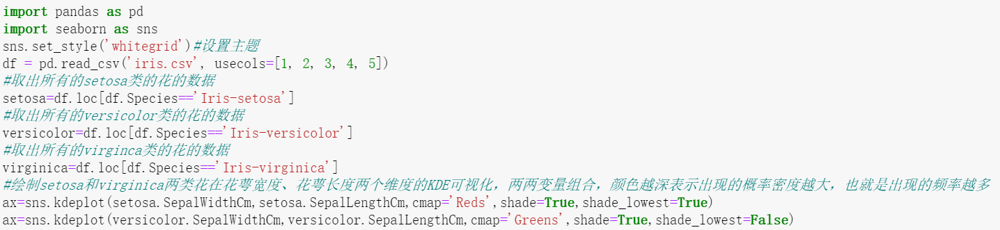 import pandas as pd
import seaborn as sns
sns.set_style('whitegrid')#设置主题
df = pd.read_csv('iris.csv', usecols=[1, 2, 3, 4, 5])
#取出所有的setosa类的花的数据
setosa=df.loc[df.Species=='Iris-setosa']
#取出所有的versicolor类的花的数据
versicolor=df.loc[df.Species=='Iris-versicolor']
#取出所有的virginca类的花的数据
virginica=df.loc[df.Species=='Iris-virginica']
#绘制setosa和virginica两类花在花萼宽度、花萼长度两个维度的KDE可视化，两两变量组合，颜色越深表示出现的概率密度越大，也就是出现的频率越多
ax=sns.kdeplot(setosa.SepalWidthCm,setosa.SepalLengthCm,cmap='Reds',shade=True,shade_lowest=True)
ax=sns.kdeplot(versicolor.SepalWidthCm,versicolor.SepalLengthCm,cmap='Greens',shade=True,shade_lowest=False)